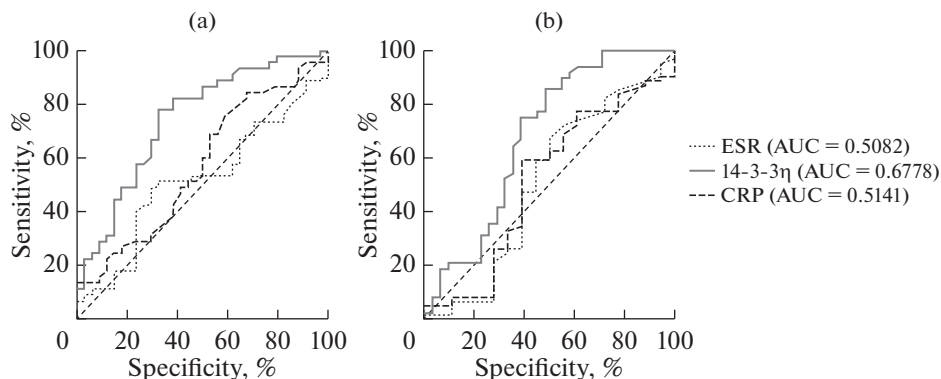 (a)
(b)
100
80
60
40
20
0
20
40
60
80
100
Sensitivity, %
Specificity, %
100
80
60
40
20
0
20
40
60
80
100
Sensitivity, %
Specificity, %
ESR (AUC = 0.5082)
14-3-3η (AUC = 0.6778)
CRP (AUC = 0.5141)